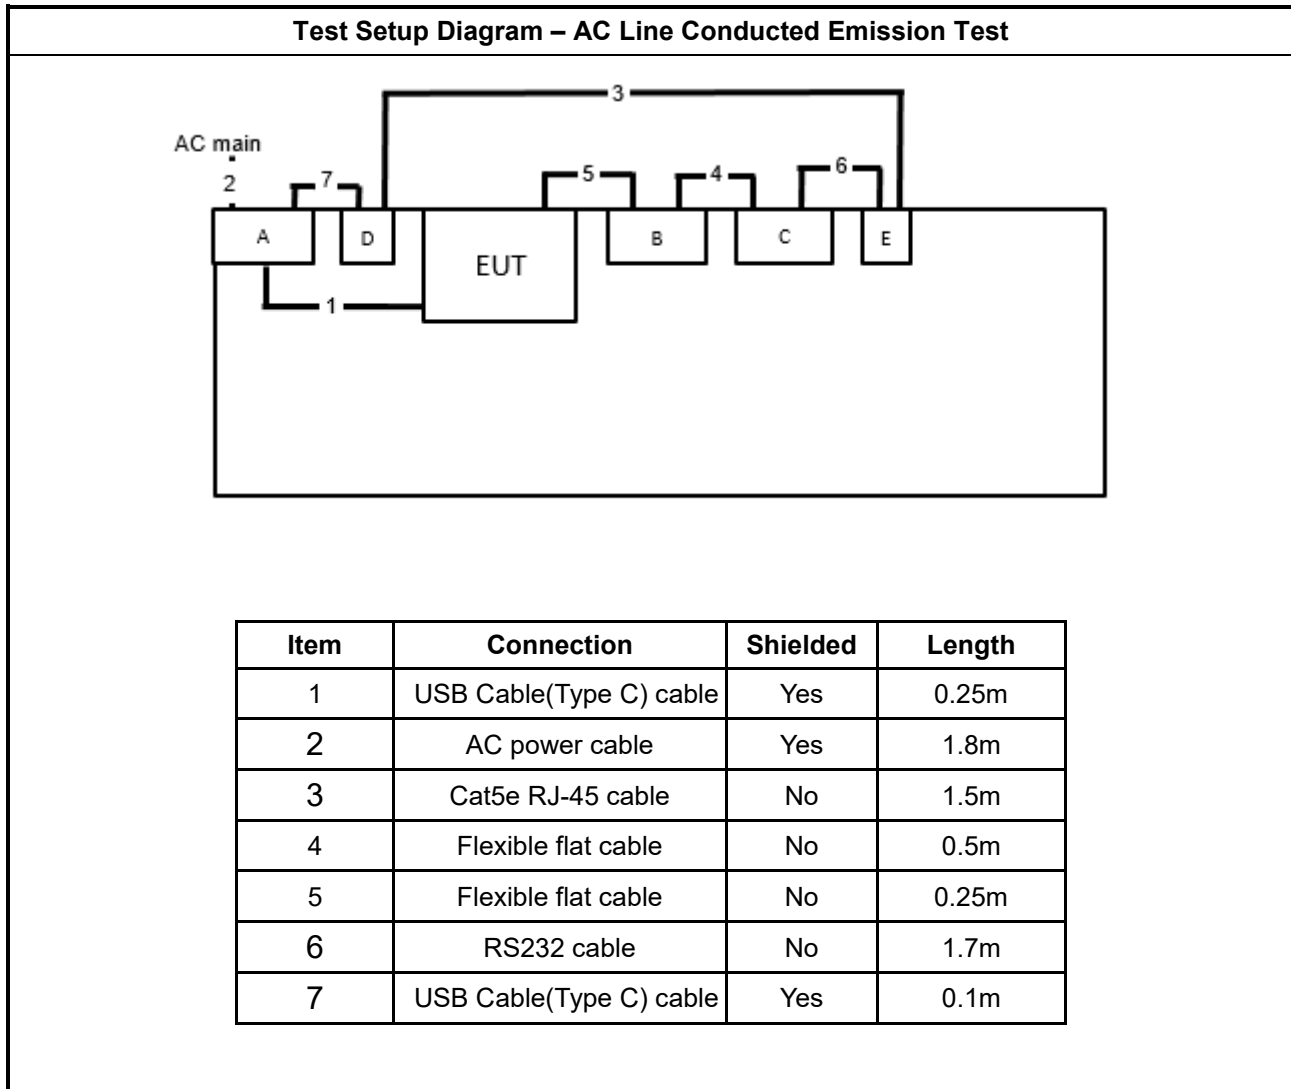 Test Setup Diagram – AC Line Conducted Emission Test
3
AC main
2
7
5
4
6
A
D
EUT
B
C
E
1
Item Connection Shielded Length
1 USB Cable(Type C) cable Yes 0.25m
2 AC power cable Yes 1.8m
3 Cat5e RJ-45 cable No 1.5m
4 Flexible flat cable No 0.5m
5 Flexible flat cable No 0.25m
6 RS232 cable No 1.7m
7 USB Cable(Type C) cable Yes 0.1m